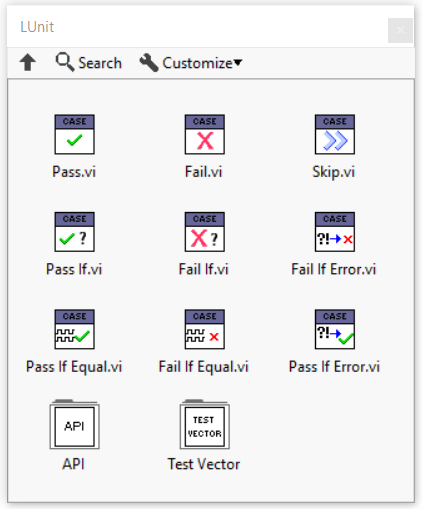 LUnit
Search Customize
CASE CASE CASE
Pass.vi Fail.vi Skip.vi
CASE CASE CASE
? ? ?!
Pass If.vi Fail If.vi Fail If Error.vi
CASE CASE CASE
?!
Pass If Equal.vi Fail If Equal.vi Pass If Error.vi
API TEST
VECTOR
API Test Vector